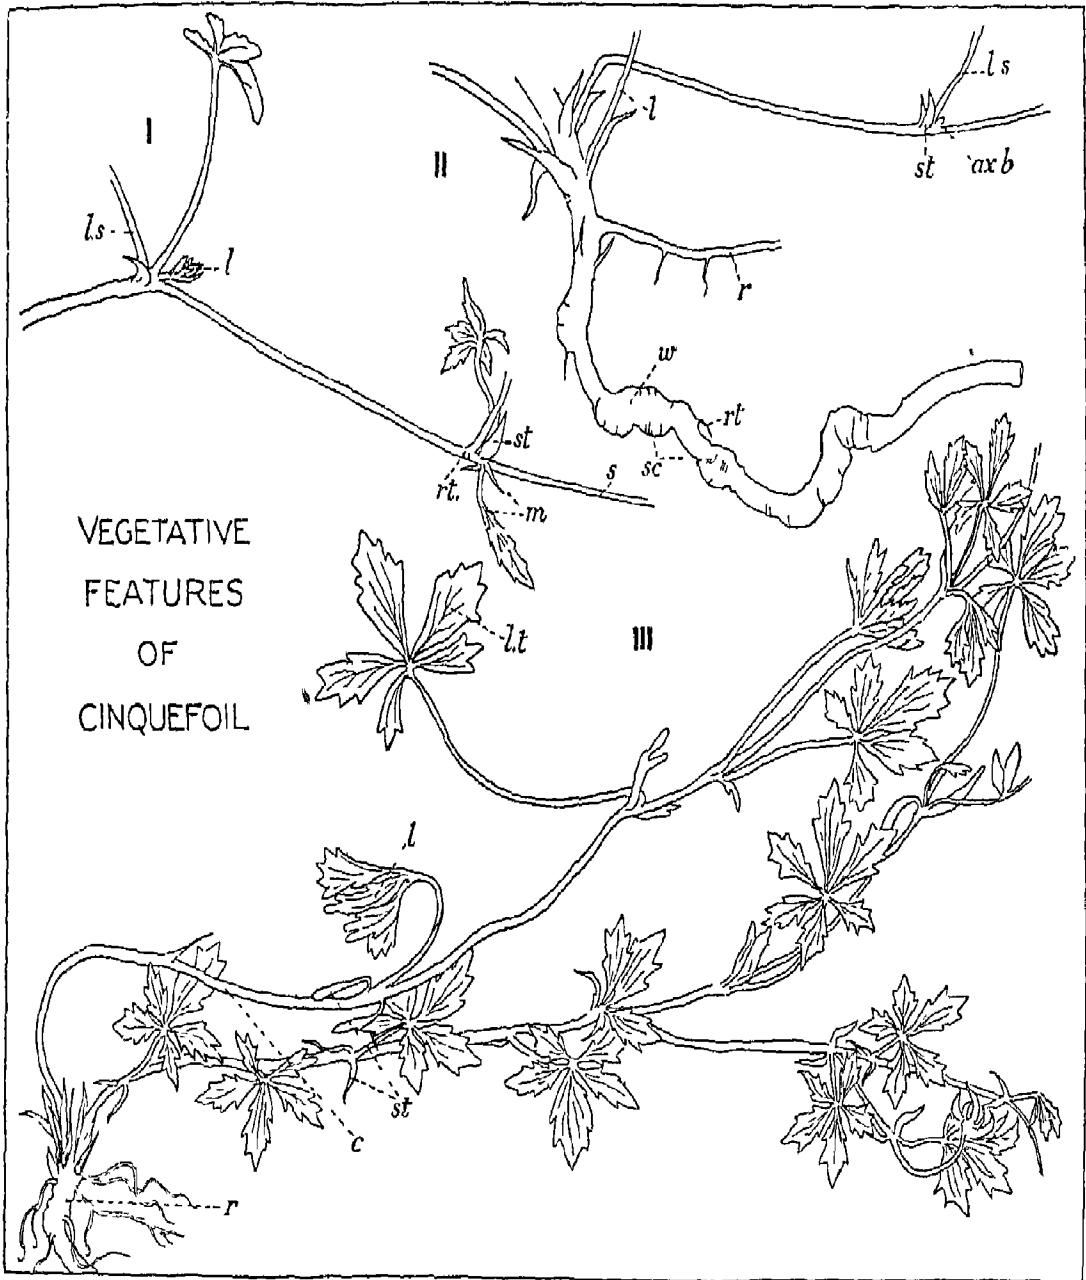 I
l.s
l
II
l
l s
st
ax b
r
w
rt
sc
st
rt.
s
m
VEGETATIVE
FEATURES
OF
CINQUEFOIL
l.t
III
l
st
c
r